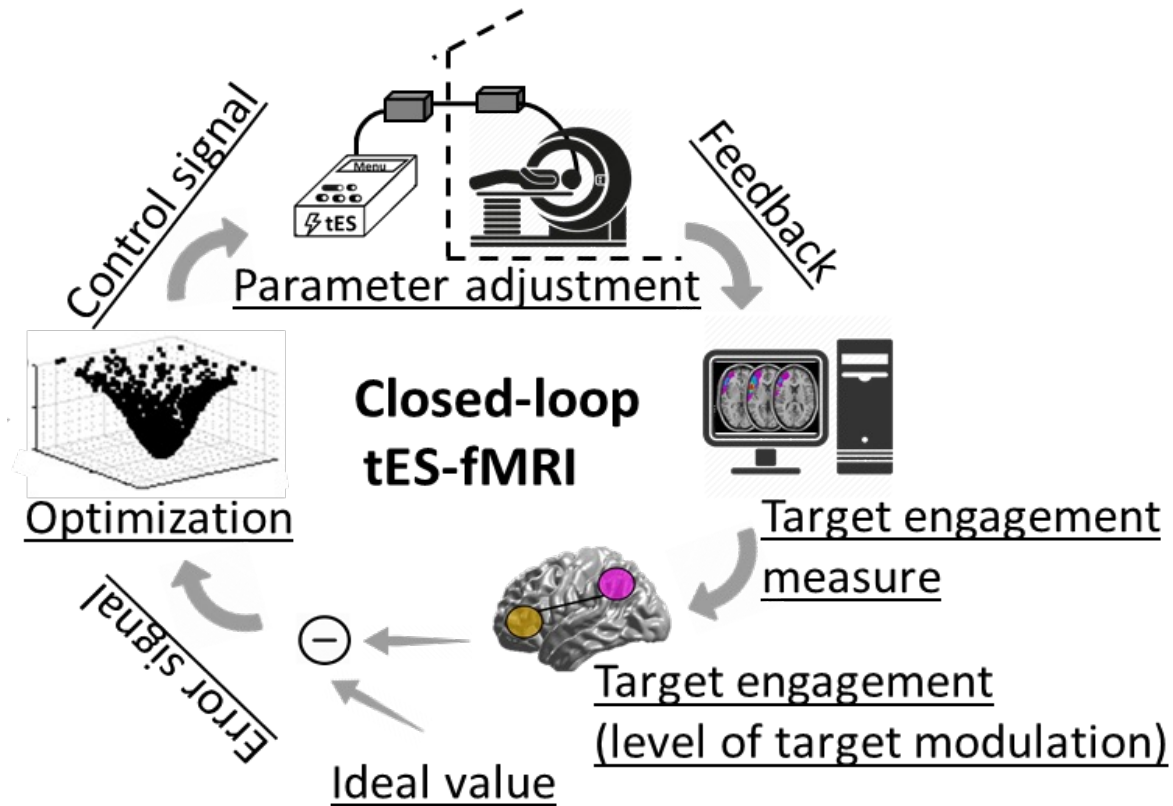 Control signal
Menu
tES
Feedback
Parameter adjustment
Closed-loop
tES-fMRI
Optimization
Target engagement
measure
Error signal
−
Target engagement
(level of target modulation)
Ideal value